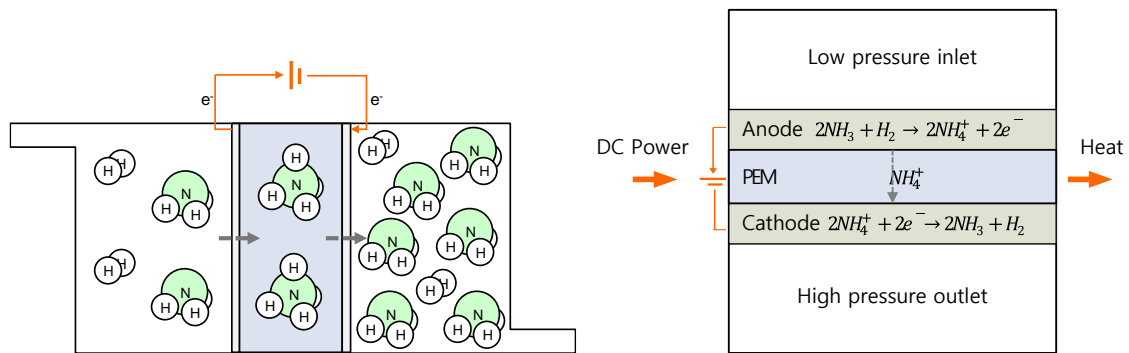 e⁻ e⁻
H H N H H
H H N H H
H N H H
H N H H
H H N H H
N H H
N H H
N H H
H H
N H H
N H H
Low pressure inlet
Anode 2NH₃ + H₂ → 2NH₄⁺ + 2e⁻
DC Power
Heat
PEM NH₄⁺
Cathode 2NH₄⁺ + 2e⁻ → 2NH₃ + H₂
High pressure outlet